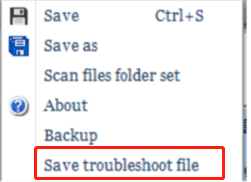 Save Ctrl+S
Save as
Scan files folder set
About
Backup
Save troubleshoot file